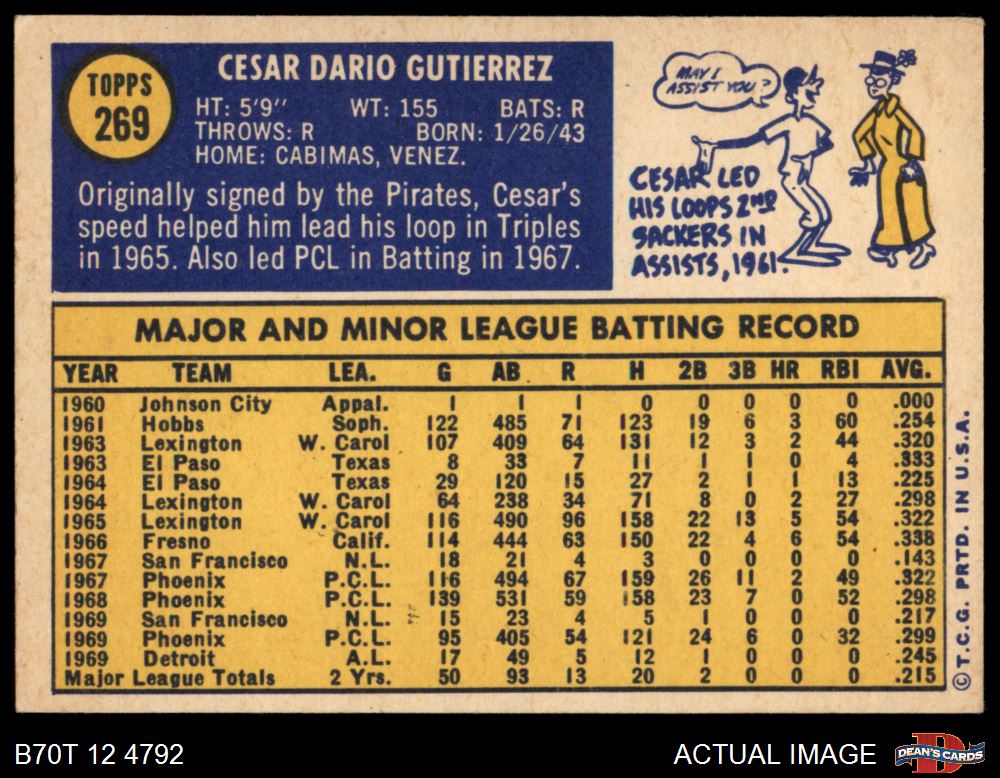 TOPPS
269
CESAR DARIO GUTIERREZ
HT: 5'9" WT: 155 BATS: R
THROWS: R BORN: 1/26/43
HOME: CABIMAS, VENEZ.
Originally signed by the Pirates, Cesar's
speed helped him lead his loop in Triples
in 1965. Also led PCL in Batting in 1967.
MAY I
ASSIST YOU?
CESAR LED
HIS LOOPS 2ND
SACKERS IN
ASSISTS, 1961.
MAJOR AND MINOR LEAGUE BATTING RECORD
YEAR TEAM LEA. G AB R H 2B 3B HR RBI AVG.
1960 Johnson City Appal. 1 1 1 0 0 0 0 0 .000
1961 Hobbs Soph. 122 485 71 123 19 6 3 60 .254
1963 Lexington W. Carol 107 409 64 131 12 3 2 44 .320
1963 El Paso Texas 8 33 7 11 1 1 0 4 .333
1964 El Paso Texas 29 120 15 27 2 1 1 13 .225
1964 Lexington W. Carol 64 238 34 71 8 0 2 27 .298
1965 Lexington W. Carol 116 490 96 158 22 13 5 54 .322
1966 Fresno Calif. 114 444 63 150 22 4 6 54 .338
1967 San Francisco N.L. 18 21 4 3 0 0 0 0 .143
1967 Phoenix P.C.L. 116 494 67 159 26 11 2 49 .322
1968 Phoenix P.C.L. 139 531 59 158 23 7 0 52 .298
1969 San Francisco N.L. 15 23 4 5 1 0 0 0 .217
1969 Phoenix P.C.L. 95 405 54 121 24 6 0 32 .299
1969 Detroit A.L. 17 49 5 12 1 0 0 0 .245
Major League Totals 2 Yrs. 50 93 13 20 2 0 0 0 .215
© T.C.G. PRTD. IN U.S.A.
B70T 12 4792
ACTUAL IMAGE
DEAN'S CARDS